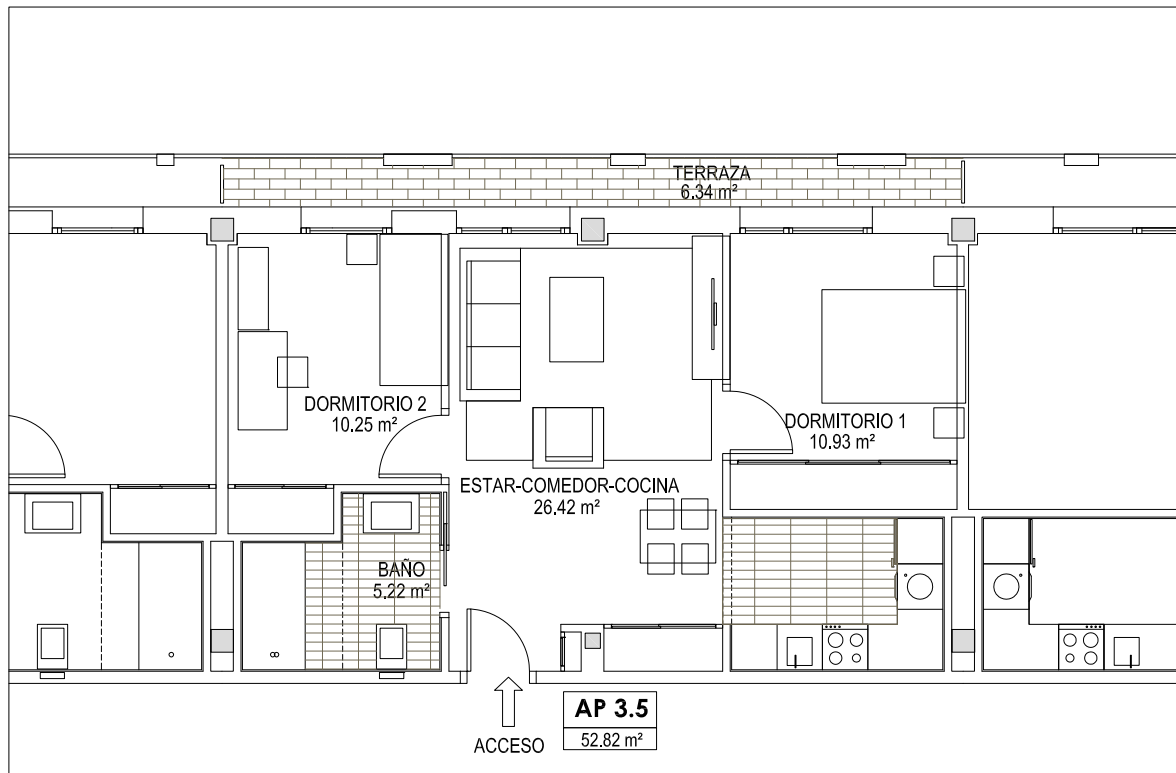 TERRAZA
6.34 m²
DORMITORIO 2
10.25 m²
DORMITORIO 1
10.93 m²
ESTAR-COMEDOR-COCINA
26.42 m²
BAÑO
5.22 m²
AP 3.5
52.82 m²
ACCESO